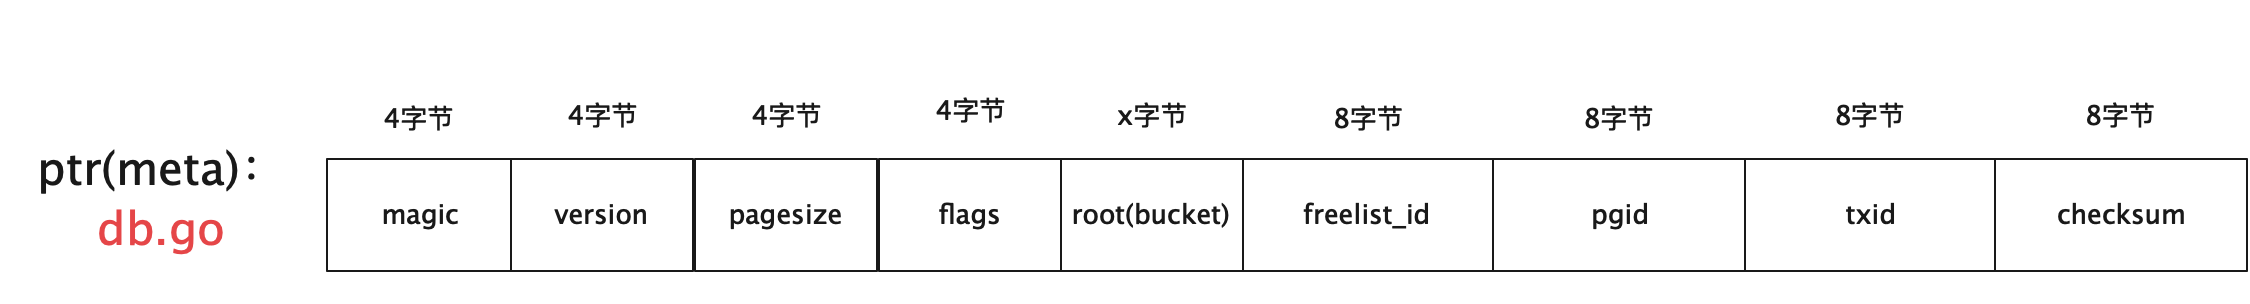 4字节 4字节 4字节 4字节 x字节 8字节 8字节 8字节 8字节
ptr(meta):
magic version pagesize flags root(bucket) freelist_id pgid txid checksum
db.go